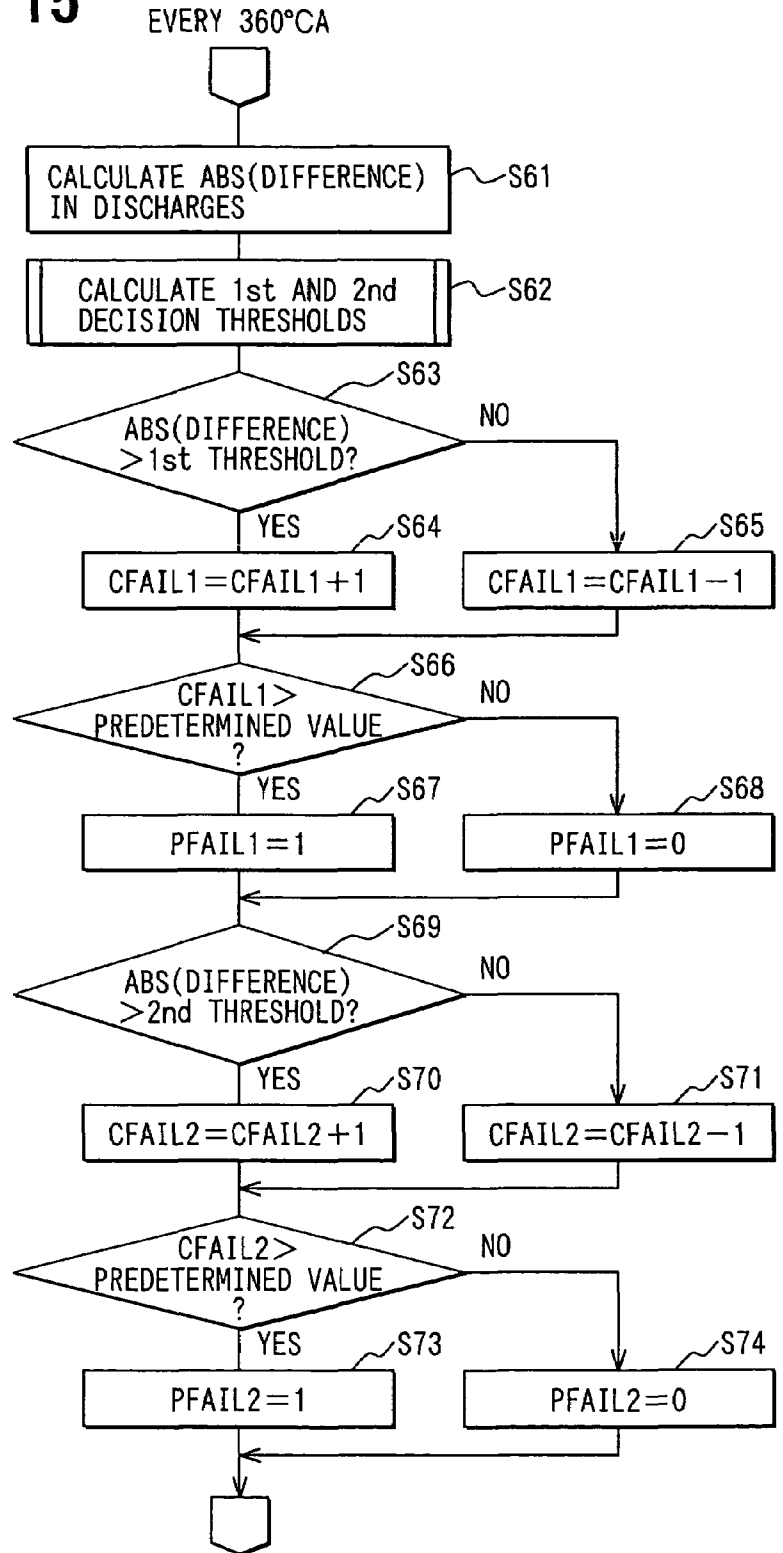 15
EVERY 360°CA
CALCULATE ABS(DIFFERENCE)
IN DISCHARGES
S61
CALCULATE 1st AND 2nd
DECISION THRESHOLDS
S62
S63
ABS(DIFFERENCE)
>1st THRESHOLD?
NO
YES
S64
S65
CFAIL1=CFAIL1+1
CFAIL1=CFAIL1−1
S66
CFAIL1>
PREDETERMINED VALUE
?
NO
YES
S67
S68
PFAIL1=1
PFAIL1=0
S69
ABS(DIFFERENCE)
>2nd THRESHOLD?
NO
YES
S70
S71
CFAIL2=CFAIL2+1
CFAIL2=CFAIL2−1
S72
CFAIL2>
PREDETERMINED VALUE
?
NO
YES
S73
S74
PFAIL2=1
PFAIL2=0